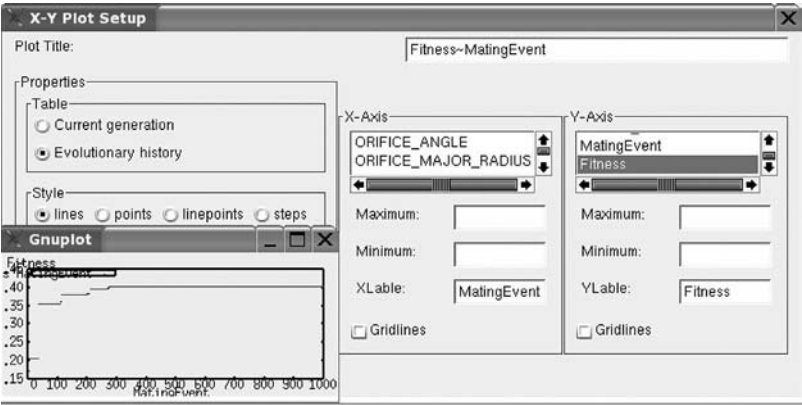 X-Y Plot Setup
Plot Title:
Fitness~MatingEvent
Properties
Table
Current generation
Evolutionary history
Style
lines points linepoints steps
X-Axis
ORIFICE_ANGLE
ORIFICE_MAJOR_RADIUS
Maximum:
Minimum:
XLable: MatingEvent
Gridlines
Y-Axis
MatingEvent
Fitness
Maximum:
Minimum:
YLable: Fitness
Gridlines
Gnuplot
Fitness
.45
.40
.35
.30
.25
.20
.15
0 100 200 300 400 500 600 700 800 900 1000
MatingEvent